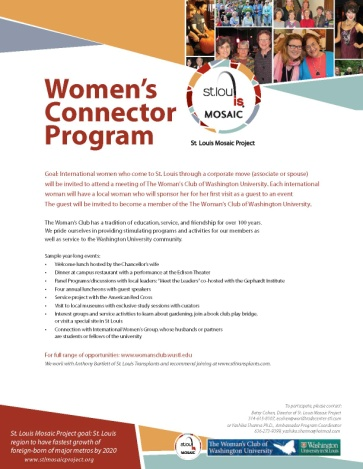 Women's
Connector
Program
st.louis
MOSAIC
St. Louis Mosaic Project
Goal: International women who come to St. Louis through a corporate move (associate or spouse)
will be invited to attend a meeting of The Woman's Club of Washington University. Each international
woman will have a local woman who will sponsor her for her first visit as a guest to an event
The guest will be invited to become a member of the The Woman's Club of Washington University.
The Woman's Club has a tradition of education, service, and friendship for over 100 years.
We pride ourselves in providing stimulating programs and activities for our members as
well as service to the Washington University community.
Sample year-long events:
• Welcome lunch hosted by the Chancellor's wife
• Dinner at campus restaurant with a performance at the Edison Theater
• Panel Programs/discussions with local leaders: "Meet the Leaders" co-hosted with the Gephardt Institute
• Four annual luncheons with guest speakers
• Service project with the American Red Cross
• Visit to local museums with exclusive study sessions with curators
• Interest groups and service activities to learn about gardening, join a book club, play bridge,
or visit a special site in St Louis
• Connection with International Women's Group, whose husbands or partners
are students or fellows of the university
For full range of opportunities: www.womansclub.wustl.edu
We work with Anthony Bartlett of St. Louis Transplants and recommend joining at www.stltransplants.com
To participate, please contact:
Betsy Cohen, Director of St. Louis Mosaic Project
or Vaishika Sharma Ph.D., Ambassador Program Coordinator
St. Louis Mosaic Project goal: St. Louis
region to have fastest growth of
foreign-born of major metros by 2020
www.stlmosaicproject.org
st.louis
MOSAIC
The Woman's Club of
Washington University
Washington
University in St. Louis